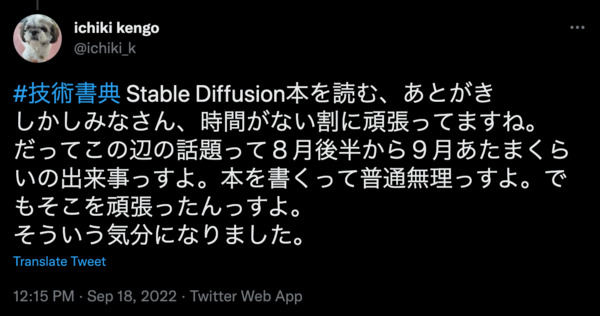 ichiki kengo
@ichiki_k
#技術書典 Stable Diffusion本を読む、あとがき
しかしみなさん、時間がない割に頑張ってますね。
だってこの辺の話題って８月後半から９月あたまくら
いの出来事っすよ。本を書くって普通無理っすよ。で
もそこを頑張ったんっすよ。
そういう気分になりました。
Translate Tweet
12:15 PM · Sep 18, 2022 · Twitter Web App